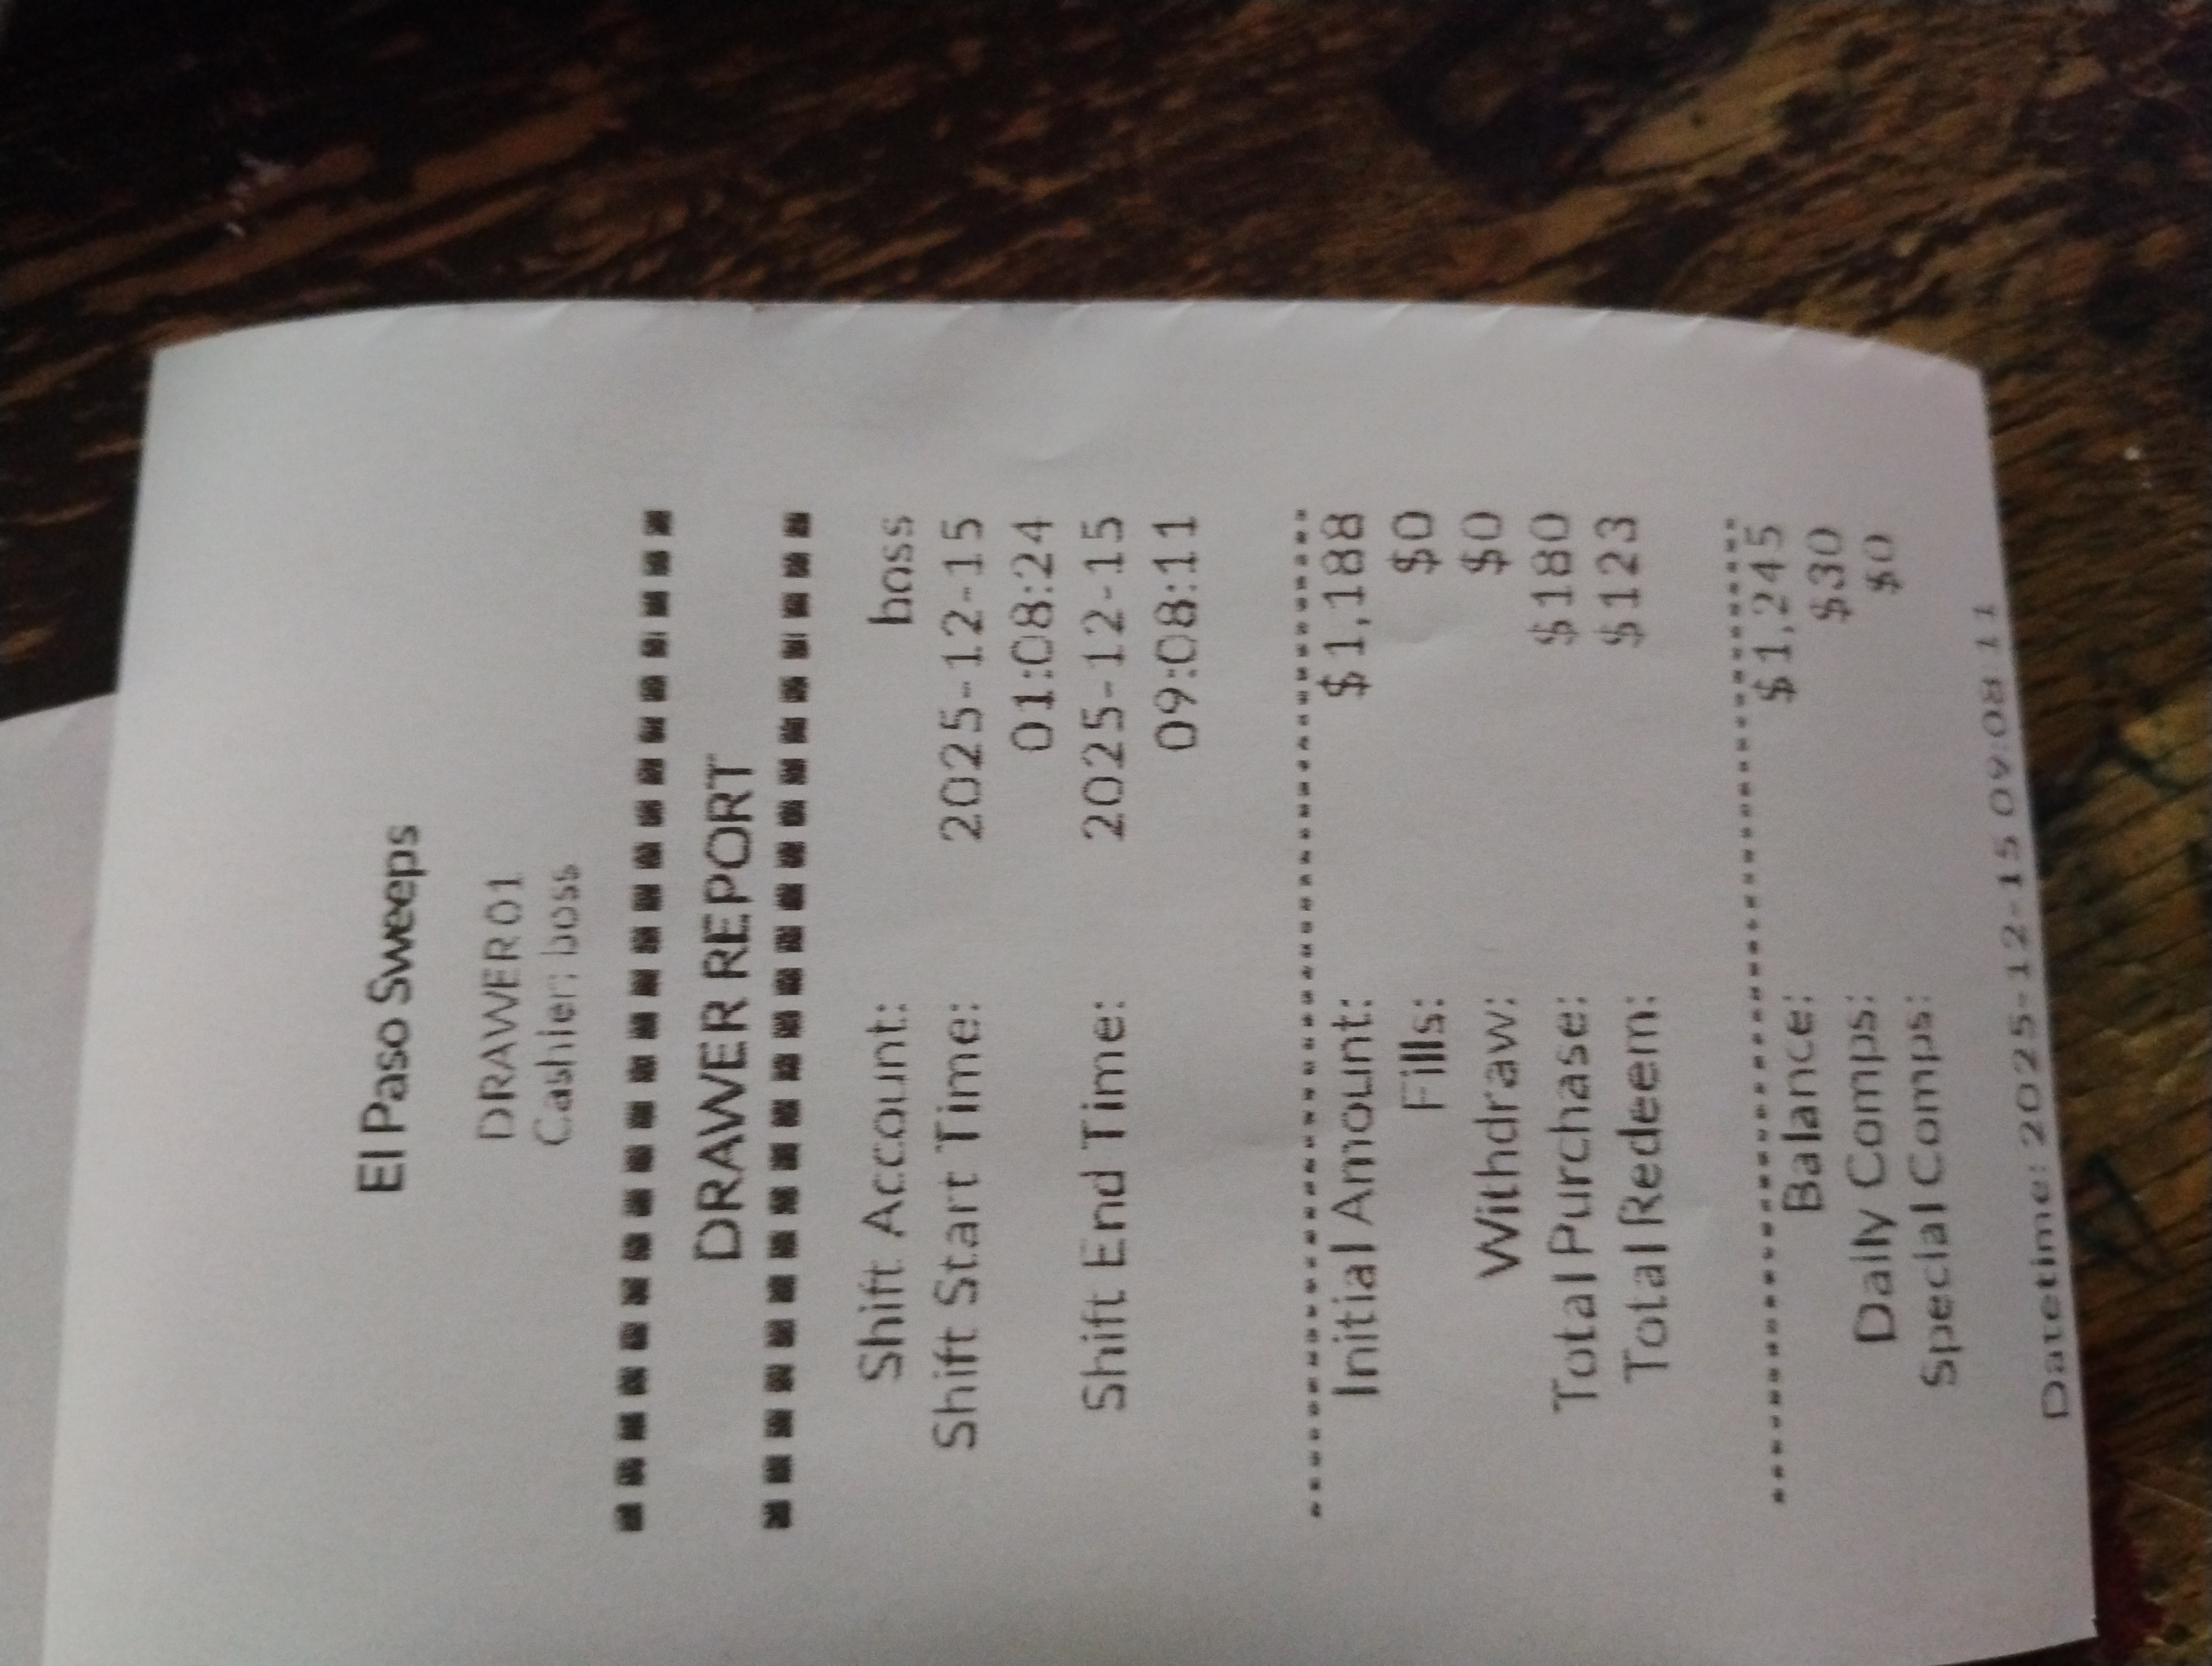 El Paso Sweeps
DRAWER01
Cashier: boss
DRAWER REPORT
Shift Account: boss
Shift Start Time: 2025-12-15
01:08:24
Shift End Time: 2025-12-15
09:08:11
Initial Amount: $1,188
Fills: $0
Withdraw: $0
Total Purchase: $180
Total Redeem: $123
Balance: $1,245
Daily Comps: $30
Special Comps: $0
Datetime: 2025-12-15 09:08:11